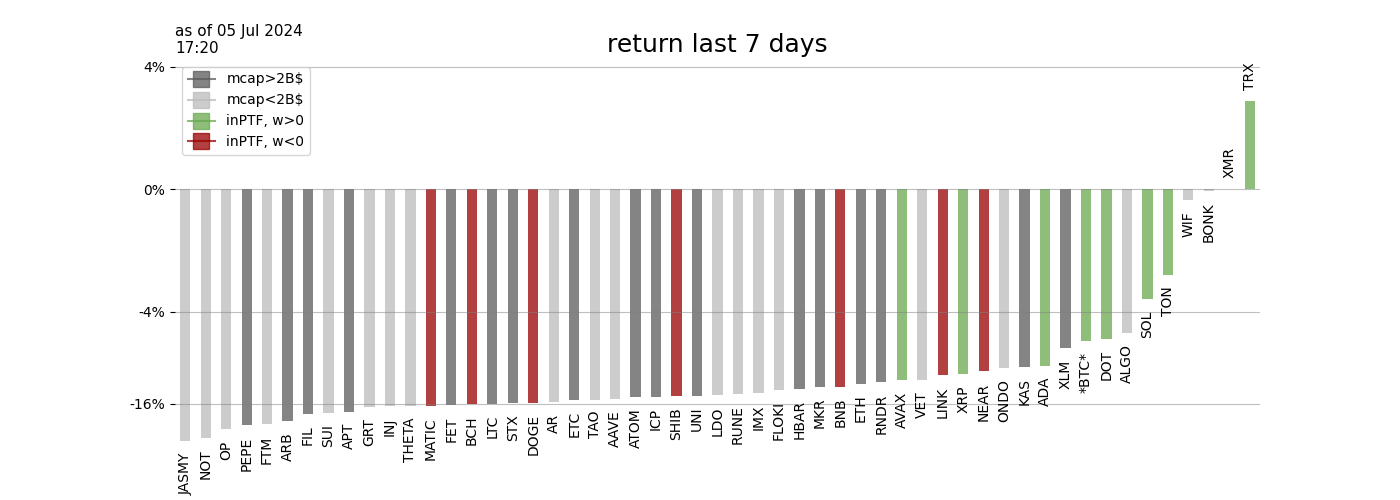 as of 05 Jul 2024
17:20
return last 7 days
4%
0%
-4%
-16%
mcap>2B$
mcap<2B$
inPTF, w>0
inPTF, w<0
JASMY
NOT
OP
PEPE
FTM
ARB
FIL
SUI
APT
GRT
INJ
THETA
MATIC
FET
BCH
LTC
STX
DOGE
AR
ETC
TAO
AAVE
ATOM
ICP
SHIB
UNI
LDO
RUNE
IMX
FLOKI
HBAR
MKR
BNB
ETH
RNDR
AVAX
VET
LINK
XRP
NEAR
ONDO
KAS
ADA
XLM
*BTC*
DOT
ALGO
SOL
TON
WIF
BONK
XMR
TRX